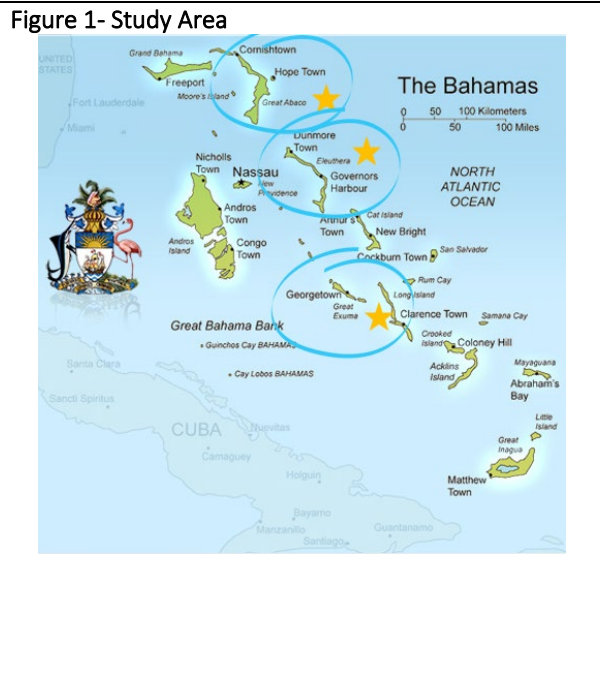 Figure 1- Study Area
Grand Bahama
Cornishtown
UNITED
STATES
Freeport
Hope Town
Moore's Island
Great Abaco
The Bahamas
0 50 100 Kilometers
0 50 100 Miles
Fort Lauderdale
Miami
Dunmore
Town
Eleuthera
Nicholls
Town
Nassau
New
Providence
Governors
Harbour
NORTH
ATLANTIC
OCEAN
Andros
Town
Arthur's
Town
Cat Island
New Bright
Andros
Island
Congo
Town
Cockburn Town
San Salvador
Rum Cay
Georgetown
Great
Exuma
Long Island
Clarence Town
Samana Cay
Great Bahama Bank
Guinchos Cay BAHAMAS
Crooked
Island
Coloney Hill
Cay Lobos BAHAMAS
Acklins
Island
Mayaguana
Abraham's
Bay
Santa Clara
Sancti Spiritus
Little
Island
CUBA
Nuevitas
Great
Inagua
Camaguey
Holguin
Matthew
Town
Bayamo
Manzanillo
Guantanamo
Santiago